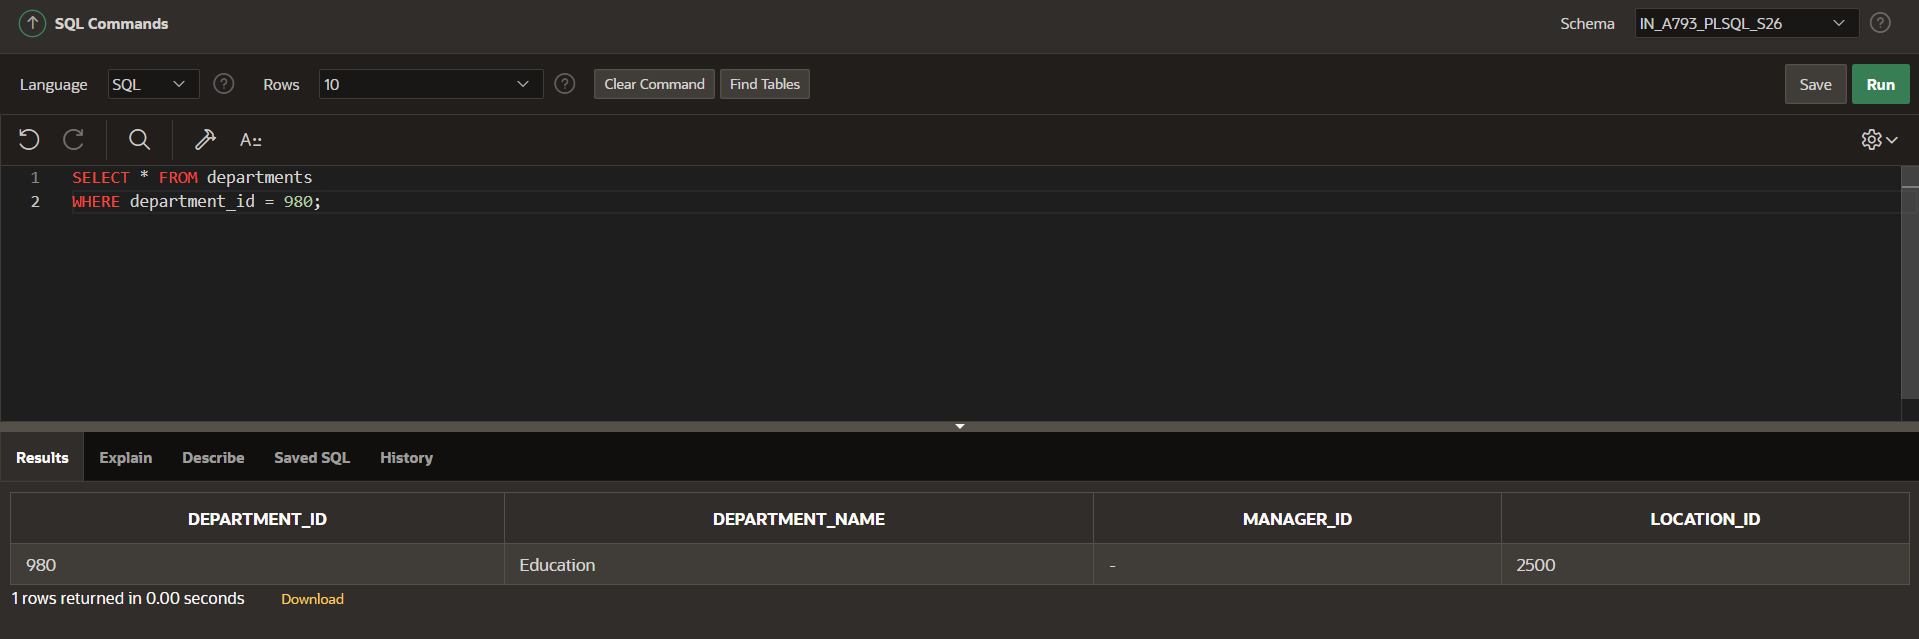 SQL Commands
Schema IN_A793_PLSQL_S26 ?
Language SQL ? Rows 10 ? Clear Command Find Tables Save Run
A::
1 SELECT * FROM departments
2 WHERE department_id = 980;
Results Explain Describe Saved SQL History
DEPARTMENT_ID DEPARTMENT_NAME MANAGER_ID LOCATION_ID
980 Education - 2500
1 rows returned in 0.00 seconds Download